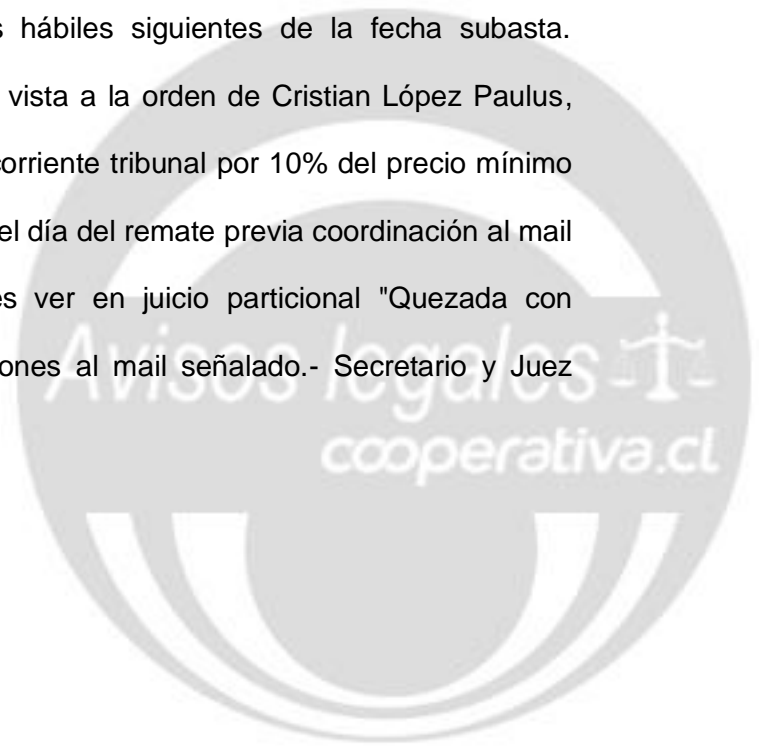 s hábiles siguientes de la fecha subasta.
vista a la orden de Cristian López Paulus,
corriente tribunal por 10% del precio mínimo
el día del remate previa coordinación al mail
es ver en juicio particional "Quezada con
ones al mail señalado.- Secretario y Juez
Avisos legales
cooperativa.cl